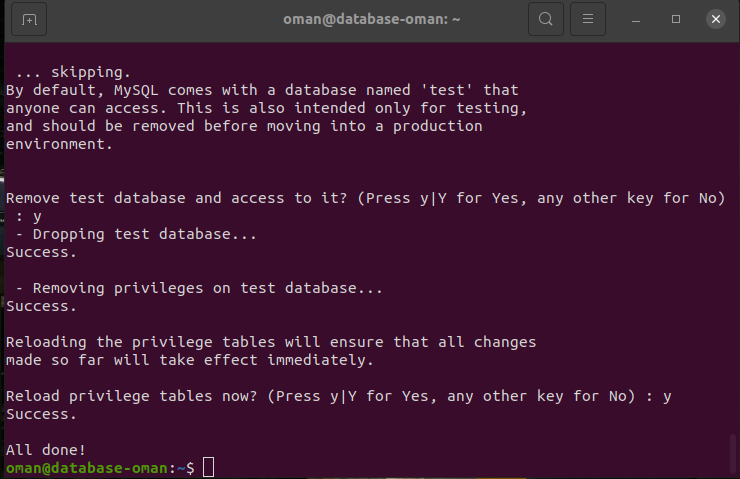 oman@database-oman: ~
 ... skipping.
By default, MySQL comes with a database named 'test' that
anyone can access. This is also intended only for testing,
and should be removed before moving into a production
environment.
Remove test database and access to it? (Press y|Y for Yes, any other key for No)
 : y
 - Dropping test database...
Success.
 - Removing privileges on test database...
Success.
Reloading the privilege tables will ensure that all changes
made so far will take effect immediately.
Reload privilege tables now? (Press y|Y for Yes, any other key for No) : y
Success.
All done!
oman@database-oman:~$